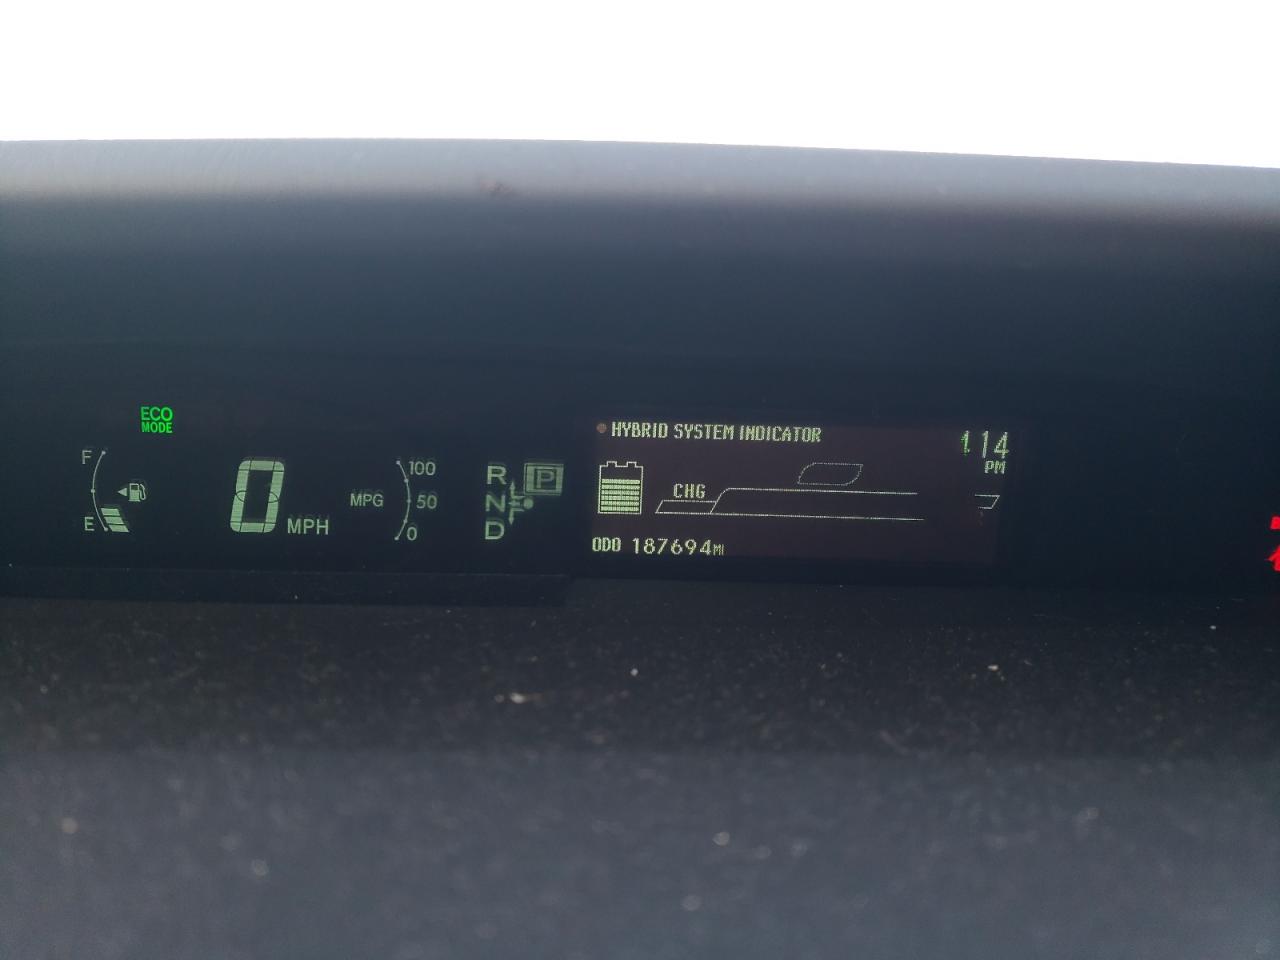 ECO
MODE
F
E
0 MPH
MPG
100
50
0
R
N
D
P
HYBRID SYSTEM INDICATOR
1:14
PM
CHG
ODO 187694MI